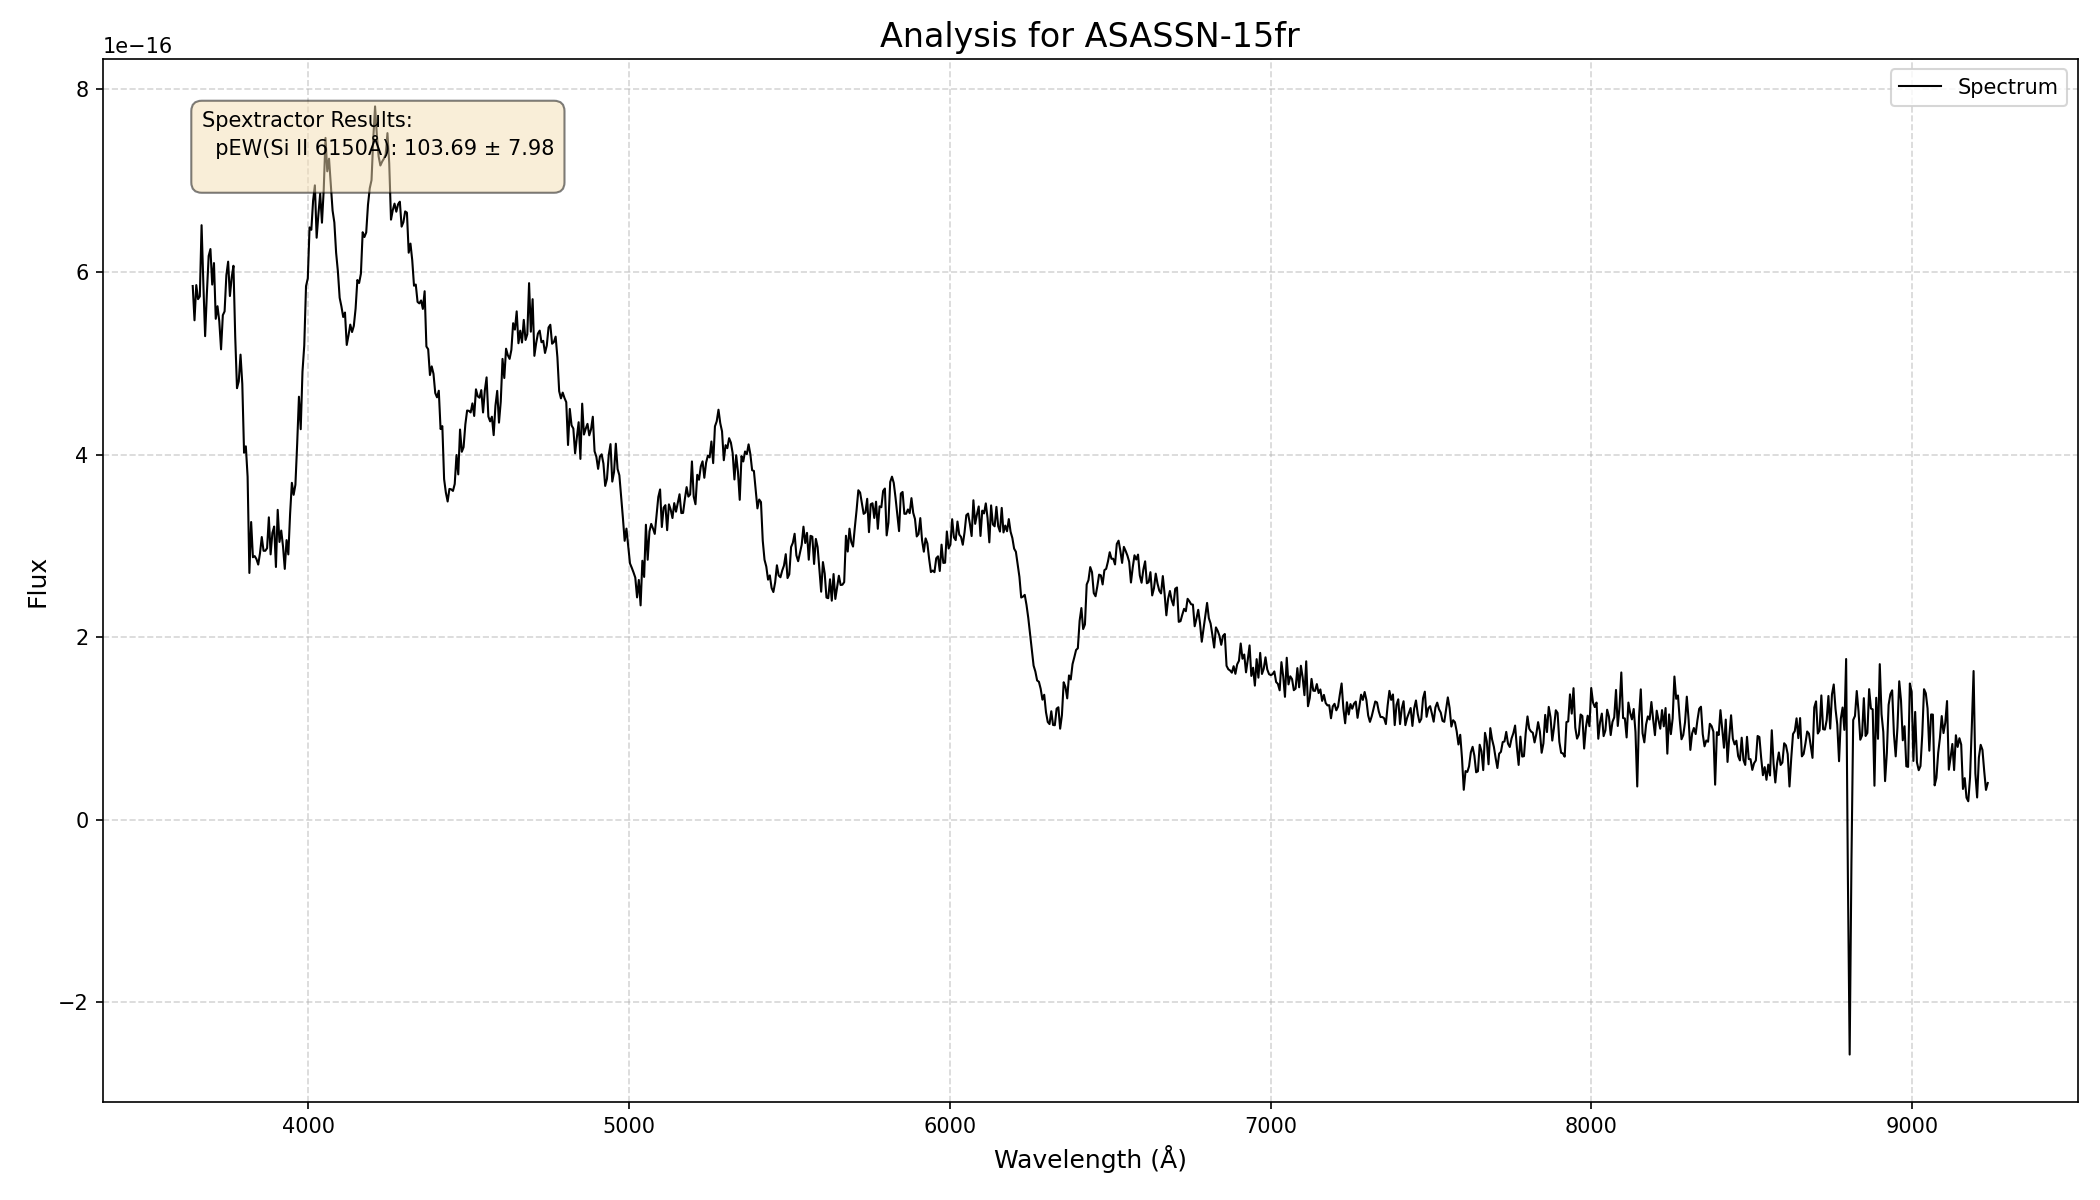 Analysis for ASASSN-15fr
1e−16
Spectrum
Spextractor Results:
pEW(Si II 6150Å): 103.69 ± 7.98
8
6
4
2
0
−2
Flux
4000
5000
6000
7000
8000
9000
Wavelength (Å)